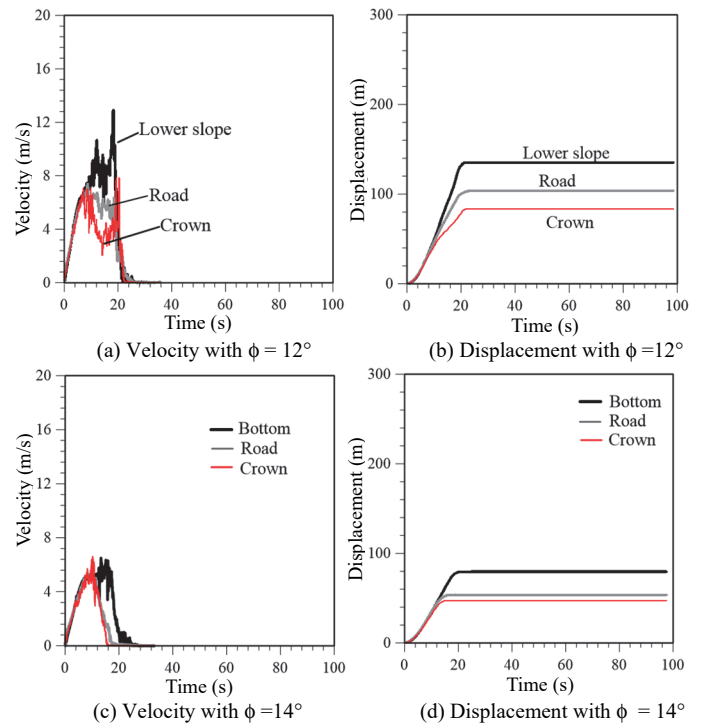 20
16
12
8
4
0
Velocity (m/s)
Lower slope
Road
Crown
0 20 40 60 80 100
Time (s)
(a) Velocity with ϕ = 12°
300
200
100
0
Displacement (m)
Lower slope
Road
Crown
0 20 40 60 80 100
Time (s)
(b) Displacement with ϕ =12°
20
16
12
8
4
0
Velocity (m/s)
Bottom
Road
Crown
0 20 40 60 80 100
Time (s)
(c) Velocity with ϕ =14°
300
200
100
0
Displacement (m)
Bottom
Road
Crown
0 20 40 60 80 100
Time (s)
(d) Displacement with ϕ = 14°